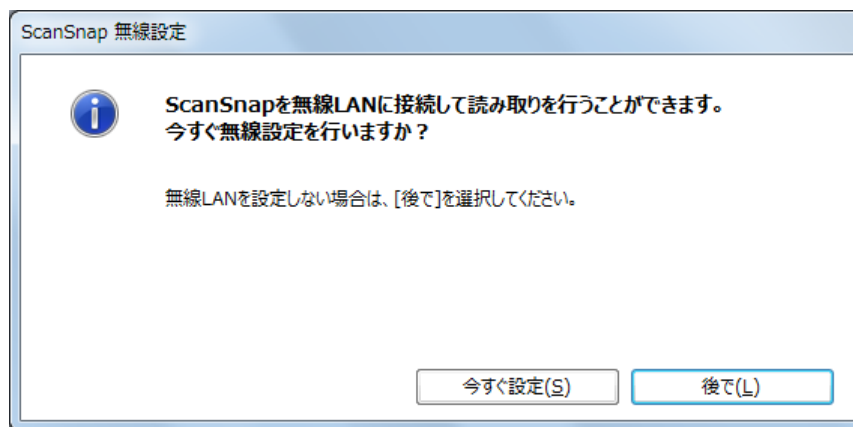 ScanSnap 無線設定
ScanSnapを無線LANに接続して読み取りを行うことができます。
今すぐ無線設定を行いますか？
無線LANを設定しない場合は、[後で]を選択してください。
今すぐ設定(S)
後で(L)